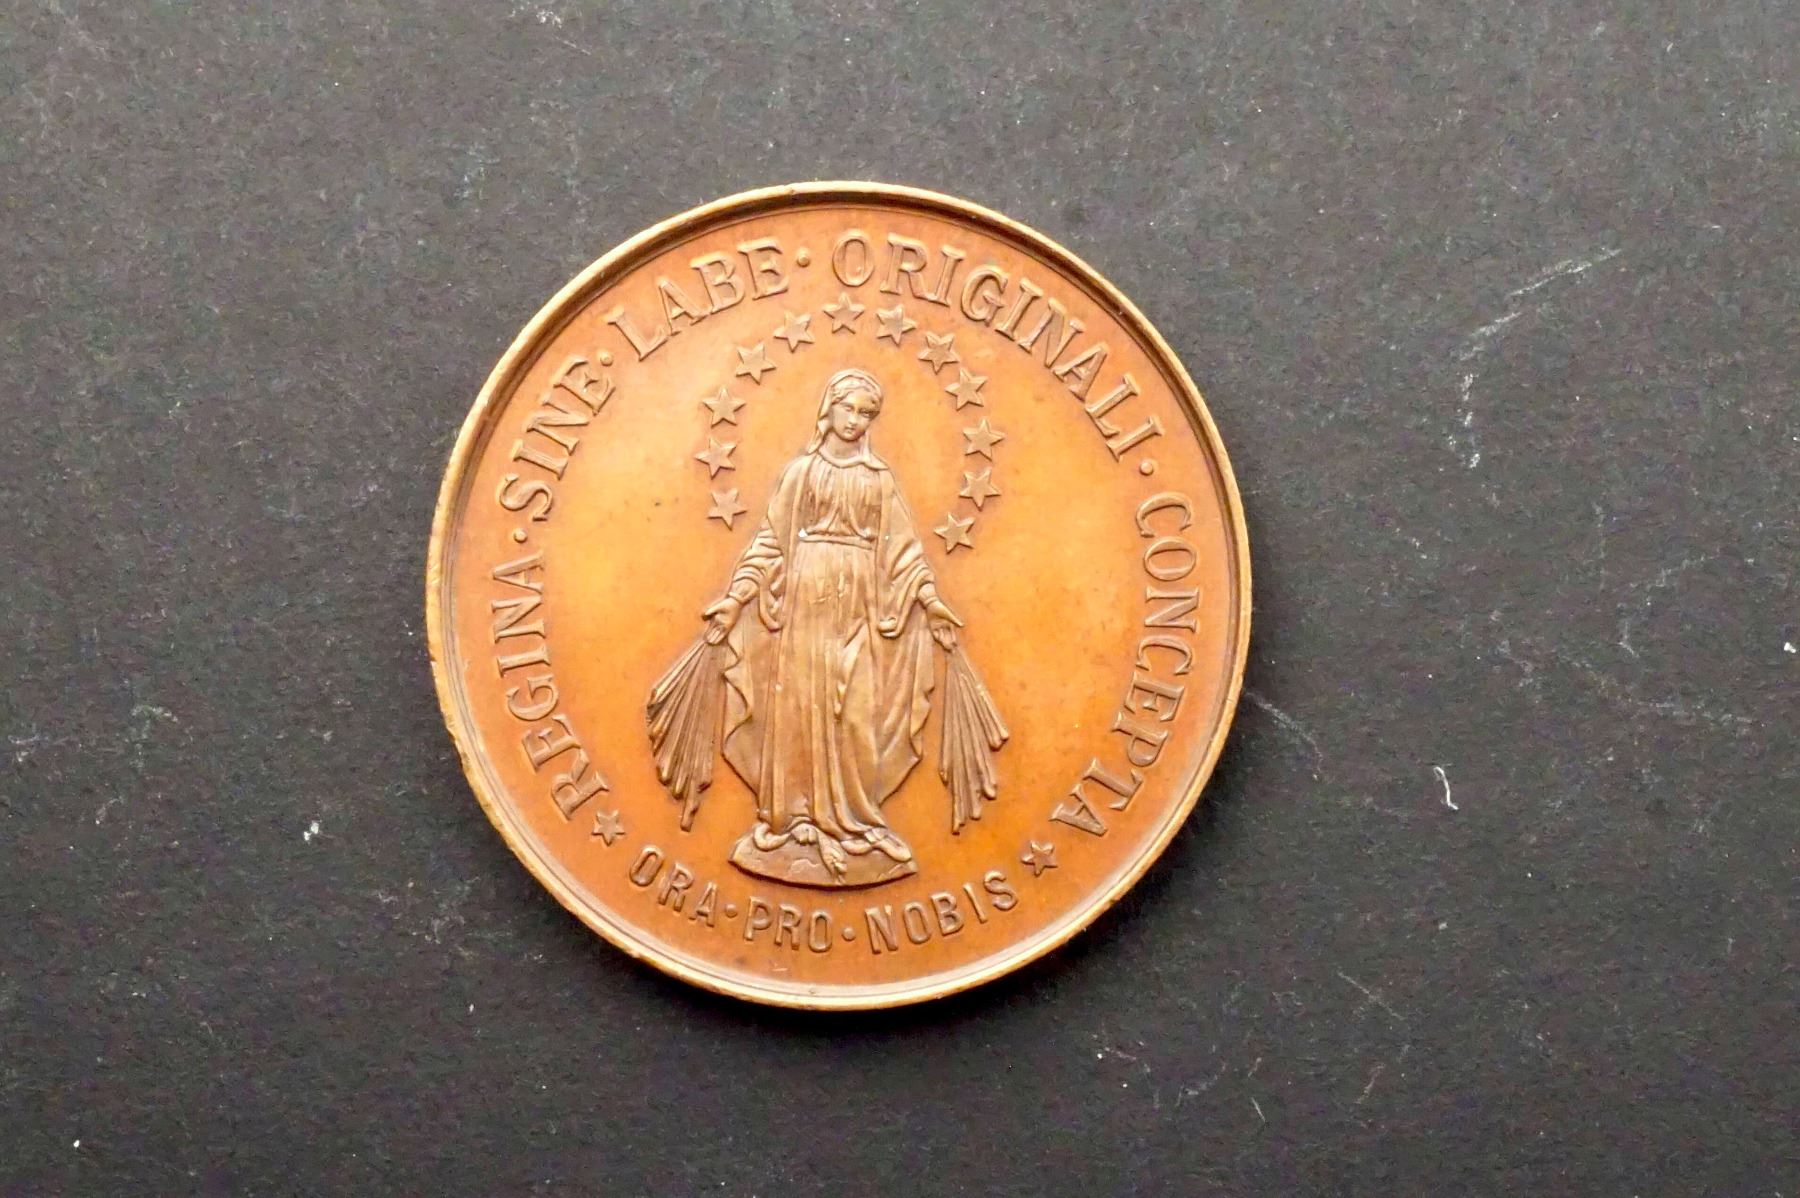 REGINA · SINE · LABE · ORIGINALI · CONCEPTA
ORA · PRO · NOBIS